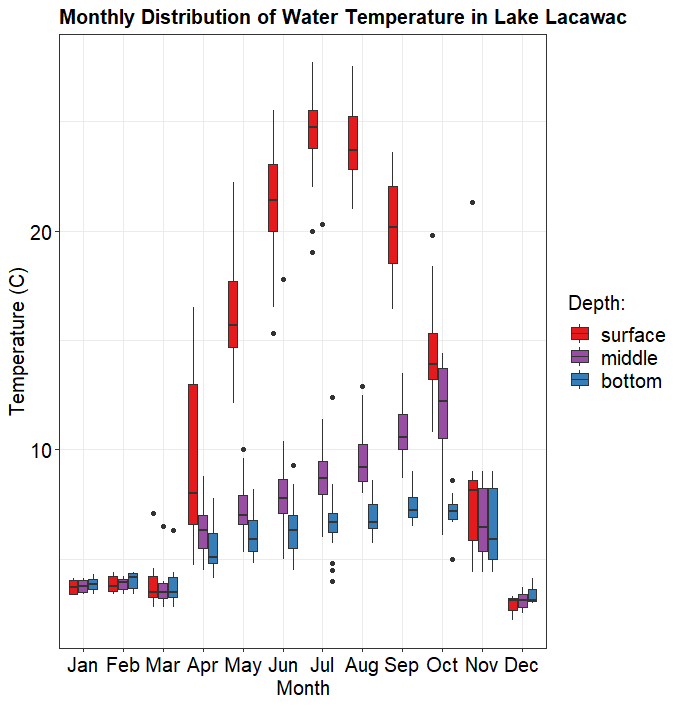 Monthly Distribution of Water Temperature in Lake Lacawac
Temperature (C)
20
10
Jan Feb Mar Apr May Jun Jul Aug Sep Oct Nov Dec
Month
Depth:
surface
middle
bottom